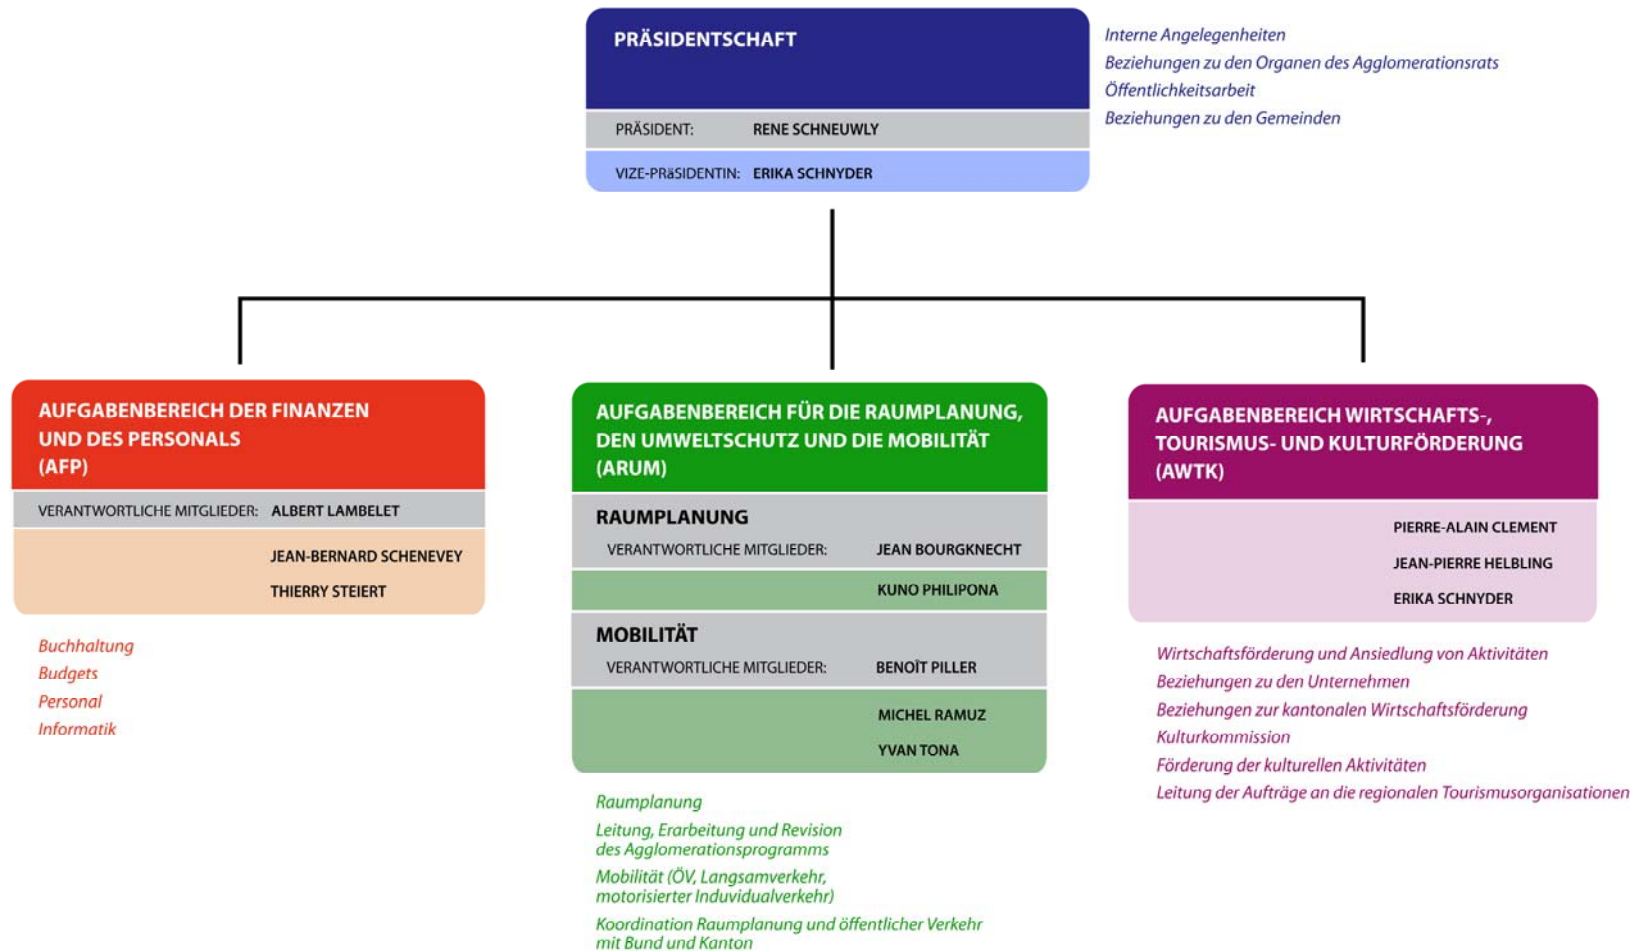 PRÄSIDENTSCHAFT
PRÄSIDENT: RENE SCHNEUWLY
VIZE-PRäSIDENTIN: ERIKA SCHNYDER
Interne Angelegenheiten
Beziehungen zu den Organen des Agglomerationsrats
Öffentlichkeitsarbeit
Beziehungen zu den Gemeinden
AUFGABENBEREICH DER FINANZEN
UND DES PERSONALS
(AFP)
VERANTWORTLICHE MITGLIEDER: ALBERT LAMBELET
JEAN-BERNARD SCHENEVEY
THIERRY STEIERT
Buchhaltung
Budgets
Personal
Informatik
AUFGABENBEREICH FÜR DIE RAUMPLANUNG,
DEN UMWELTSCHUTZ UND DIE MOBILITÄT
(ARUM)
RAUMPLANUNG
VERANTWORTLICHE MITGLIEDER: JEAN BOURGKNECHT
KUNO PHILIPONA
MOBILITÄT
VERANTWORTLICHE MITGLIEDER: BENOÎT PILLER
MICHEL RAMUZ
YVAN TONA
Raumplanung
Leitung, Erarbeitung und Revision
des Agglomerationsprogramms
Mobilität (ÖV, Langsamverkehr,
motorisierter Induvidualverkehr)
Koordination Raumplanung und öffentlicher Verkehr
mit Bund und Kanton
AUFGABENBEREICH WIRTSCHAFTS-,
TOURISMUS- UND KULTURFÖRDERUNG
(AWTK)
PIERRE-ALAIN CLEMENT
JEAN-PIERRE HELBLING
ERIKA SCHNYDER
Wirtschaftsförderung und Ansiedlung von Aktivitäten
Beziehungen zu den Unternehmen
Beziehungen zur kantonalen Wirtschaftsförderung
Kulturkommission
Förderung der kulturellen Aktivitäten
Leitung der Aufträge an die regionalen Tourismusorganisationen